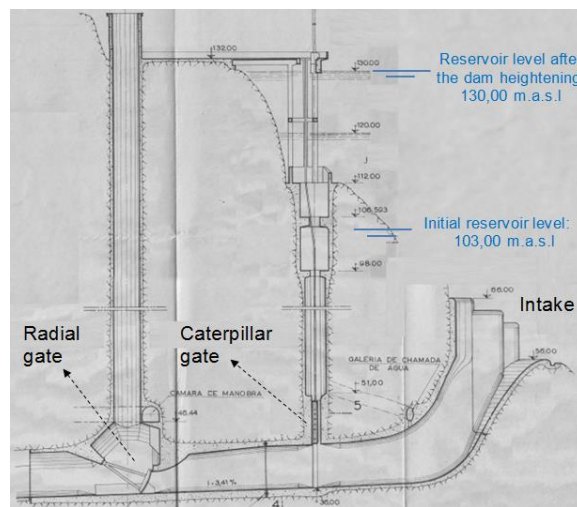 132,00
130,00
Reservoir level after
the dam heightening
130,00 m.a.s.l
120,00
J
112,00
106,593
Initial reservoir level:
103,00 m.a.s.l
98,00
66,00
Intake
Radial
gate
Caterpillar
gate
GALERIA DE CHAMADA
DE AGUA
56,00
51,00
CAMARA DE MANOBRA
5
46,44
i=3,41%
4
36,00